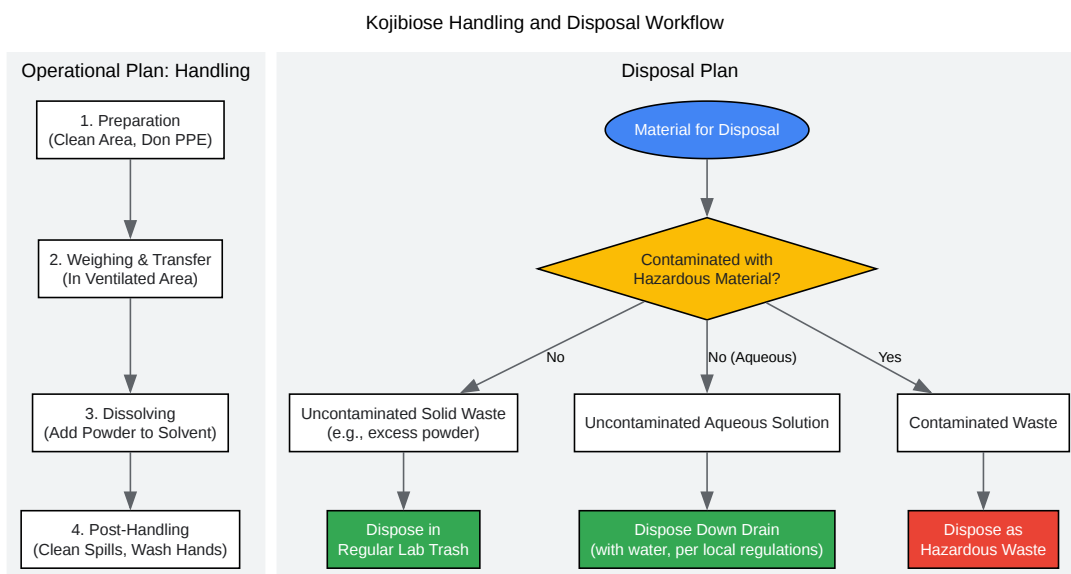 Kojibiose Handling and Disposal Workflow
Operational Plan: Handling
1. Preparation
(Clean Area, Don PPE)
2. Weighing & Transfer
(In Ventilated Area)
3. Dissolving
(Add Powder to Solvent)
4. Post-Handling
(Clean Spills, Wash Hands)
Disposal Plan
Material for Disposal
Contaminated with
Hazardous Material?
No
No (Aqueous)
Yes
Uncontaminated Solid Waste
(e.g., excess powder)
Uncontaminated Aqueous Solution
Contaminated Waste
Dispose in
Regular Lab Trash
Dispose Down Drain
(with water, per local regulations)
Dispose as
Hazardous Waste